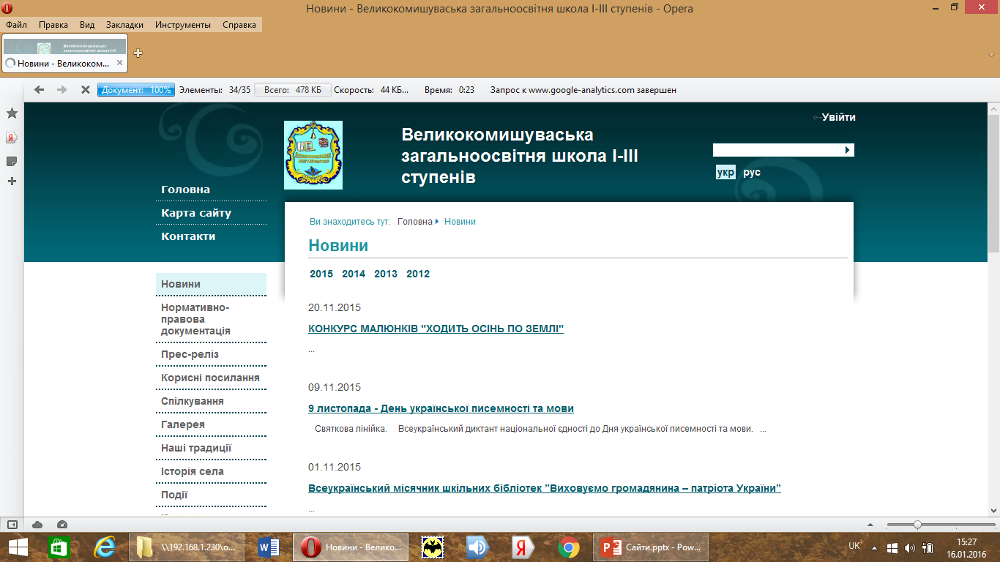 Новини - Великокомишуваська загальноосвітня школа І-ІІІ ступенів - Opera
Файл Правка Вид Закладки Инструменты Справка
Великокомишуваська
загальноосвітня школа І-ІІІ
Новини - Великоком...
Документ: 100% Элементы: 34/35 Всего: 478 КБ Скорость: 44 КБ... Время: 0:23 Запрос к www.google-analytics.com завершен
Увійти
Великокомишуваська
загальноосвітня школа І-ІІІ
ступенів
укр рус
Головна
Карта сайту
Контакти
Ви знаходитесь тут: Головна Новини
Новини
2015 2014 2013 2012
Новини
Нормативно-
правова
документація
Прес-реліз
Корисні посилання
Спілкування
Галерея
Наші традиції
Історія села
Події
20.11.2015
КОНКУРС МАЛЮНКІВ "ХОДИТЬ ОСІНЬ ПО ЗЕМЛІ"
...
09.11.2015
9 листопада - День української писемності та мови
Святкова лінійка. Всеукраїнський диктант національної єдності до Дня української писемності та мови. ...
01.11.2015
Всеукраїнський місячник шкільних бібліотек ”Виховуємо громадянина – патріота України”
...
\\192.168.1.230\о... Новини - Велико... Сайти.pptx - Pow... UK 15:27
16.01.2016